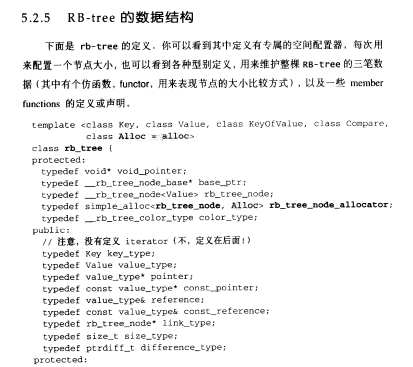 5.2.5 RB-tree 的数据结构
下面是 rb-tree 的定义。你可以看到其中定义有专属的空间配置器，每次用
来配置一个节点大小，也可以看到各种型别定义，用来维护整棵 RB-tree 的三笔数
据（其中有个仿函数，functor，用来表现节点的大小比较方式），以及一些 member
functions 的定义或声明。
template <class Key, class Value, class KeyOfValue, class Compare,
class Alloc = alloc>
class rb_tree {
protected:
typedef void* void_pointer;
typedef __rb_tree_node_base* base_ptr;
typedef __rb_tree_node<Value> rb_tree_node;
typedef simple_alloc<rb_tree_node, Alloc> rb_tree_node_allocator;
typedef __rb_tree_color_type color_type;
public:
// 注意，没有定义 iterator（不，定义在后面!）
typedef Key key_type;
typedef Value value_type;
typedef value_type* pointer;
typedef const value_type* const_pointer;
typedef value_type& reference;
typedef const value_type& const_reference;
typedef rb_tree_node* link_type;
typedef size_t size_type;
typedef ptrdiff_t difference_type;
protected: